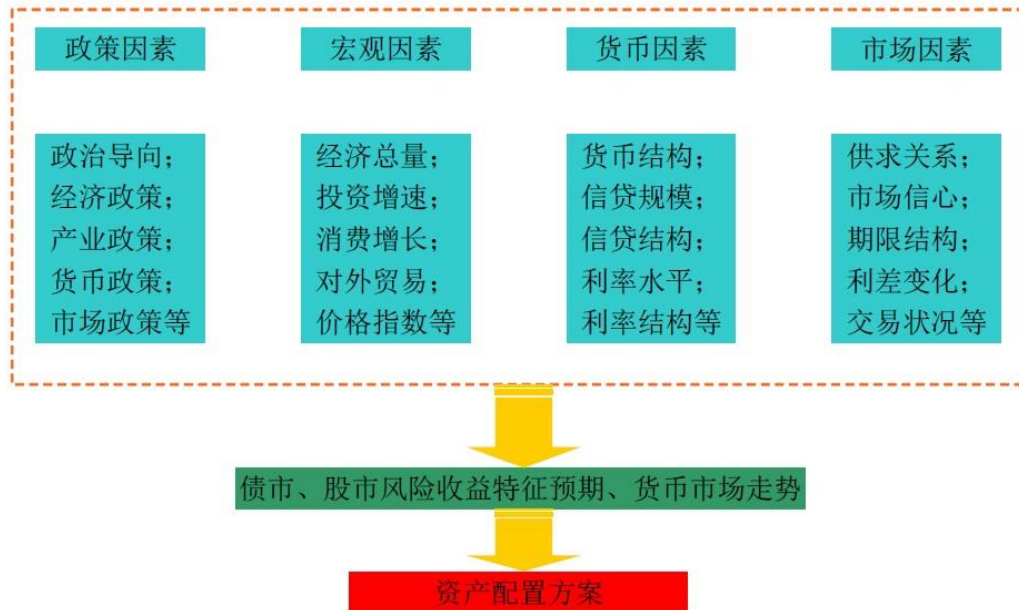 政策因素
宏观因素
货币因素
市场因素
政治导向；
经济政策；
产业政策；
货币政策；
市场政策等
经济总量；
投资增速；
消费增长；
对外贸易；
价格指数等
货币结构；
信贷规模；
信贷结构；
利率水平；
利率结构等
供求关系；
市场信心；
期限结构；
利差变化；
交易状况等
债市、股市风险收益特征预期、货币市场走势
资产配置方案